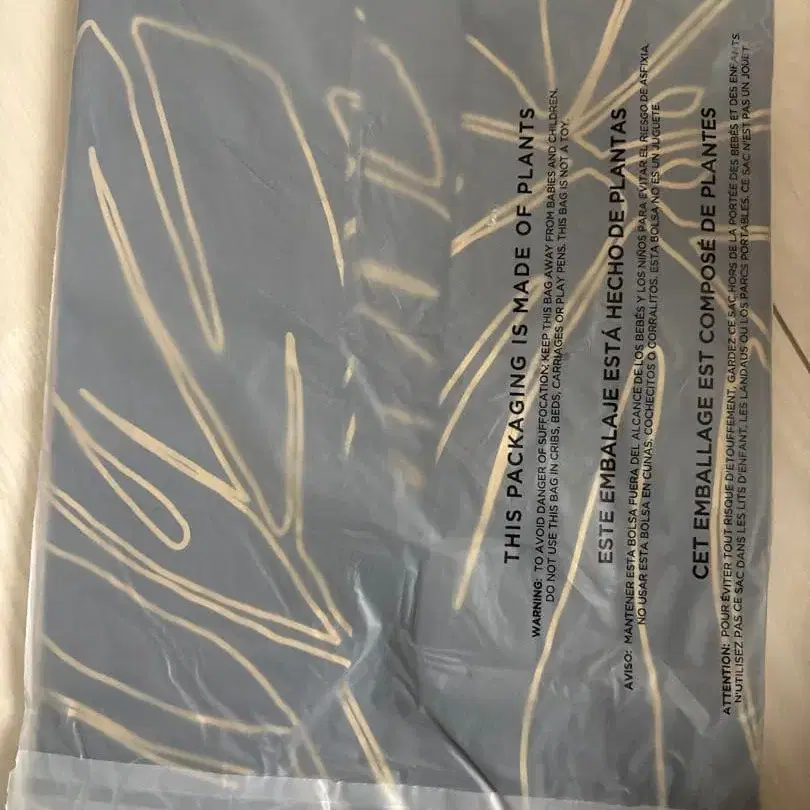 THIS PACKAGING IS MADE OF PLANTS
WARNING: TO AVOID DANGER OF SUFFOCATION, KEEP THIS BAG AWAY FROM BABIES AND CHILDREN.
DO NOT USE THIS BAG IN CRIBS, BEDS, CARRIAGES OR PLAY PENS. THIS BAG IS NOT A TOY.
ESTE EMBALAJE ESTÁ HECHO DE PLANTAS
AVISO: MANTENER ESTA BOLSA FUERA DEL ALCANCE DE LOS BEBÉS Y LOS NIÑOS PARA EVITAR EL RIESGO DE ASFIXIA.
NO USAR ESTA BOLSA EN CUNAS, COCHECITOS O CORRALITOS. ESTA BOLSA NO ES UN JUGUETE.
CET EMBALLAGE EST COMPOSÉ DE PLANTES
ATTENTION: POUR ÉVITER TOUT RISQUE D'ÉTOUFFEMENT, GARDEZ CE SAC HORS DE LA PORTÉE DES BEBÉS ET DES ENFANTS.
N'UTILISEZ PAS CE SAC DANS LES LITS D'ENFANT, LES LANDAUS OU LOS PARCS PORTABLES. CE SAC N'EST PAS UN JOUET